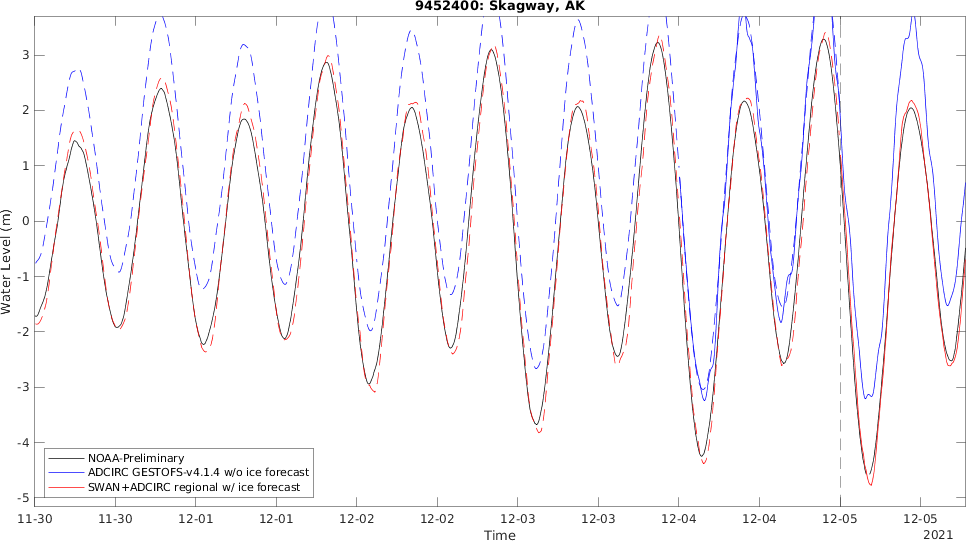 9452400: Skagway, AK
3
2
1
0
-1
-2
-3
-4
-5
Water Level (m)
NOAA-Preliminary
ADCIRC GESTOFS-v4.1.4 w/o ice forecast
SWAN+ADCIRC regional w/ ice forecast
11-30 11-30 12-01 12-01 12-02 12-02 12-03 12-03 12-04 12-04 12-05 12-05
Time
2021